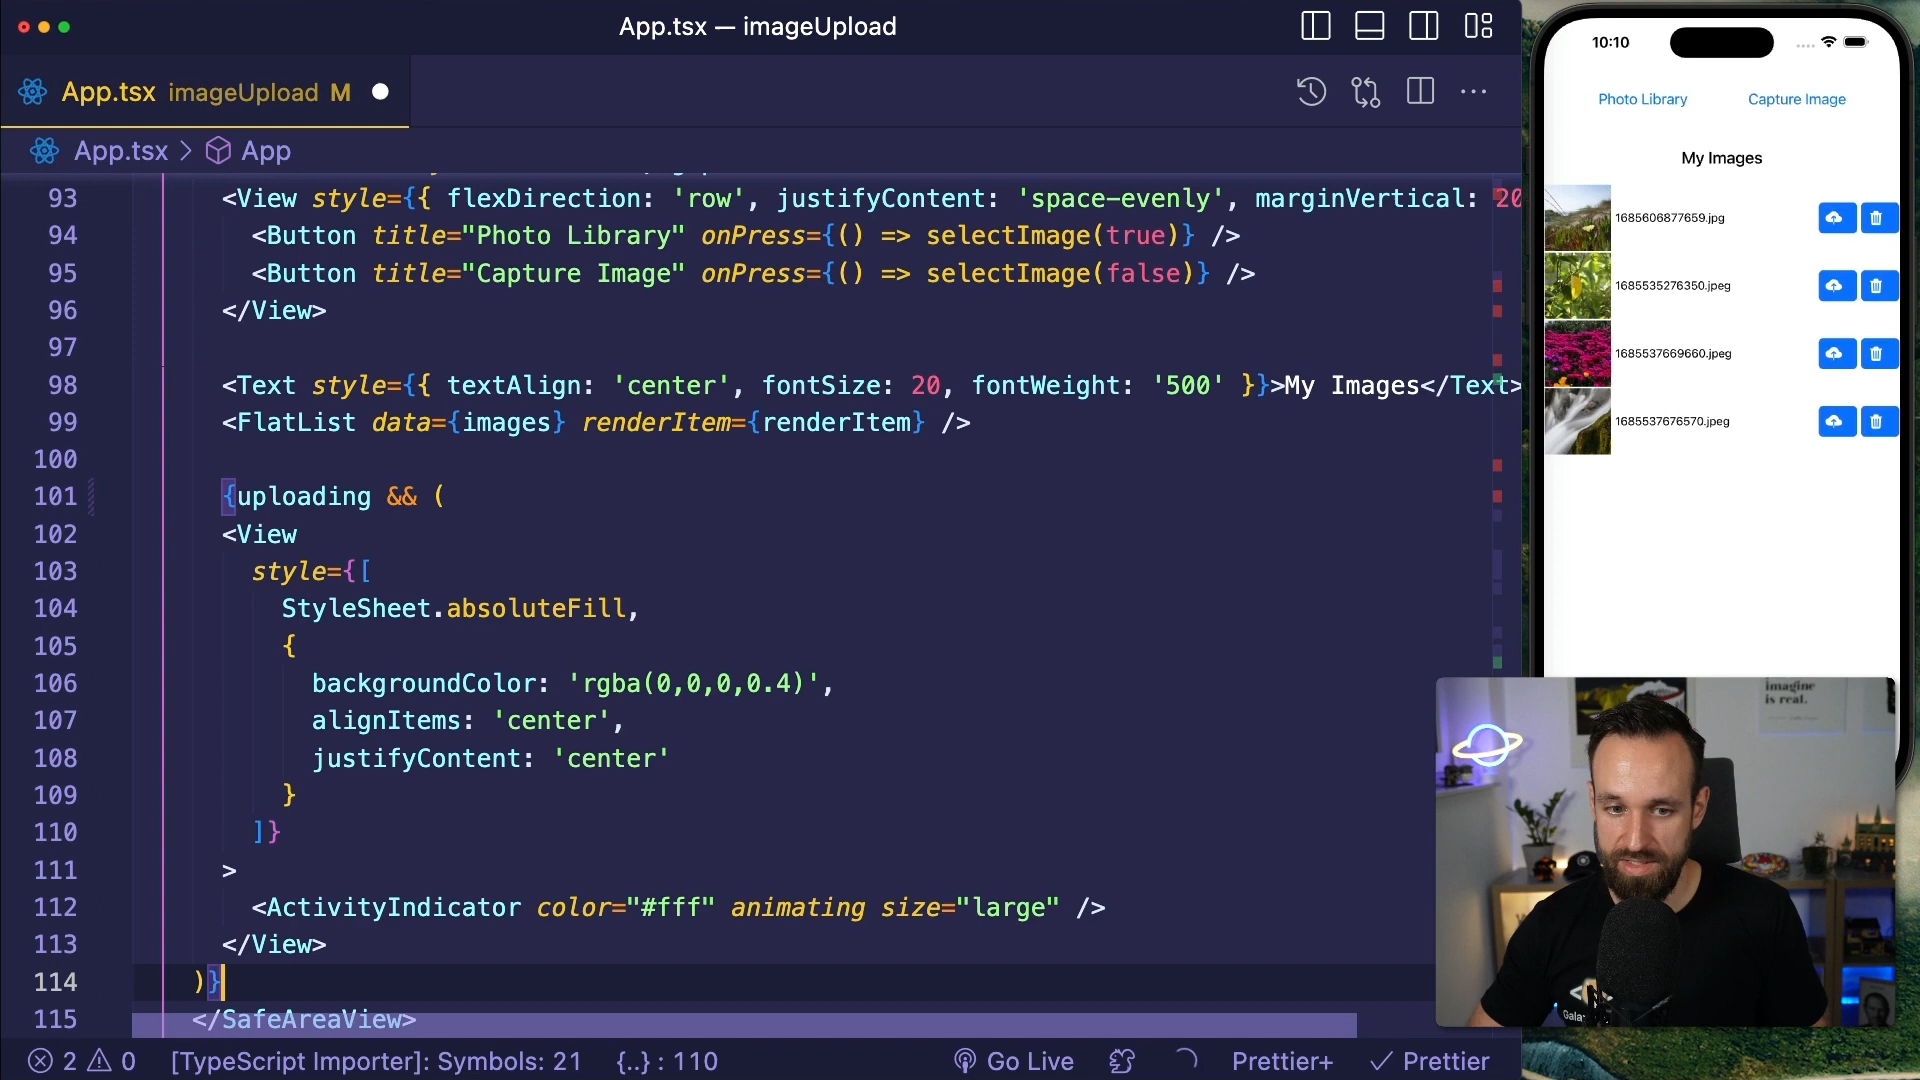 App.tsx — imageUpload
App.tsx imageUpload M
App.tsx > App
93 <View style={{ flexDirection: 'row', justifyContent: 'space-evenly', marginVertical: 20
94 <Button title="Photo Library" onPress={() => selectImage(true)} />
95 <Button title="Capture Image" onPress={() => selectImage(false)} />
96 </View>
97
98 <Text style={{ textAlign: 'center', fontSize: 20, fontWeight: '500' }}>My Images</Text>
99 <FlatList data={images} renderItem={renderItem} />
100
101 {uploading && (
102 <View
103 style={[
104 StyleSheet.absoluteFill,
105 {
106 backgroundColor: 'rgba(0,0,0,0.4)',
107 alignItems: 'center',
108 justifyContent: 'center'
109 }
110 ]}
111 >
112 <ActivityIndicator color="#fff" animating size="large" />
113 </View>
114 )}
115 </SafeAreaView>
2 0 [TypeScript Importer]: Symbols: 21 {..} : 110 Go Live Prettier+ Prettier
10:10
Photo Library Capture Image
My Images
1685606877659.jpg
1685535276350.jpeg
1685537669660.jpeg
1685537676570.jpeg
imagine
is real.